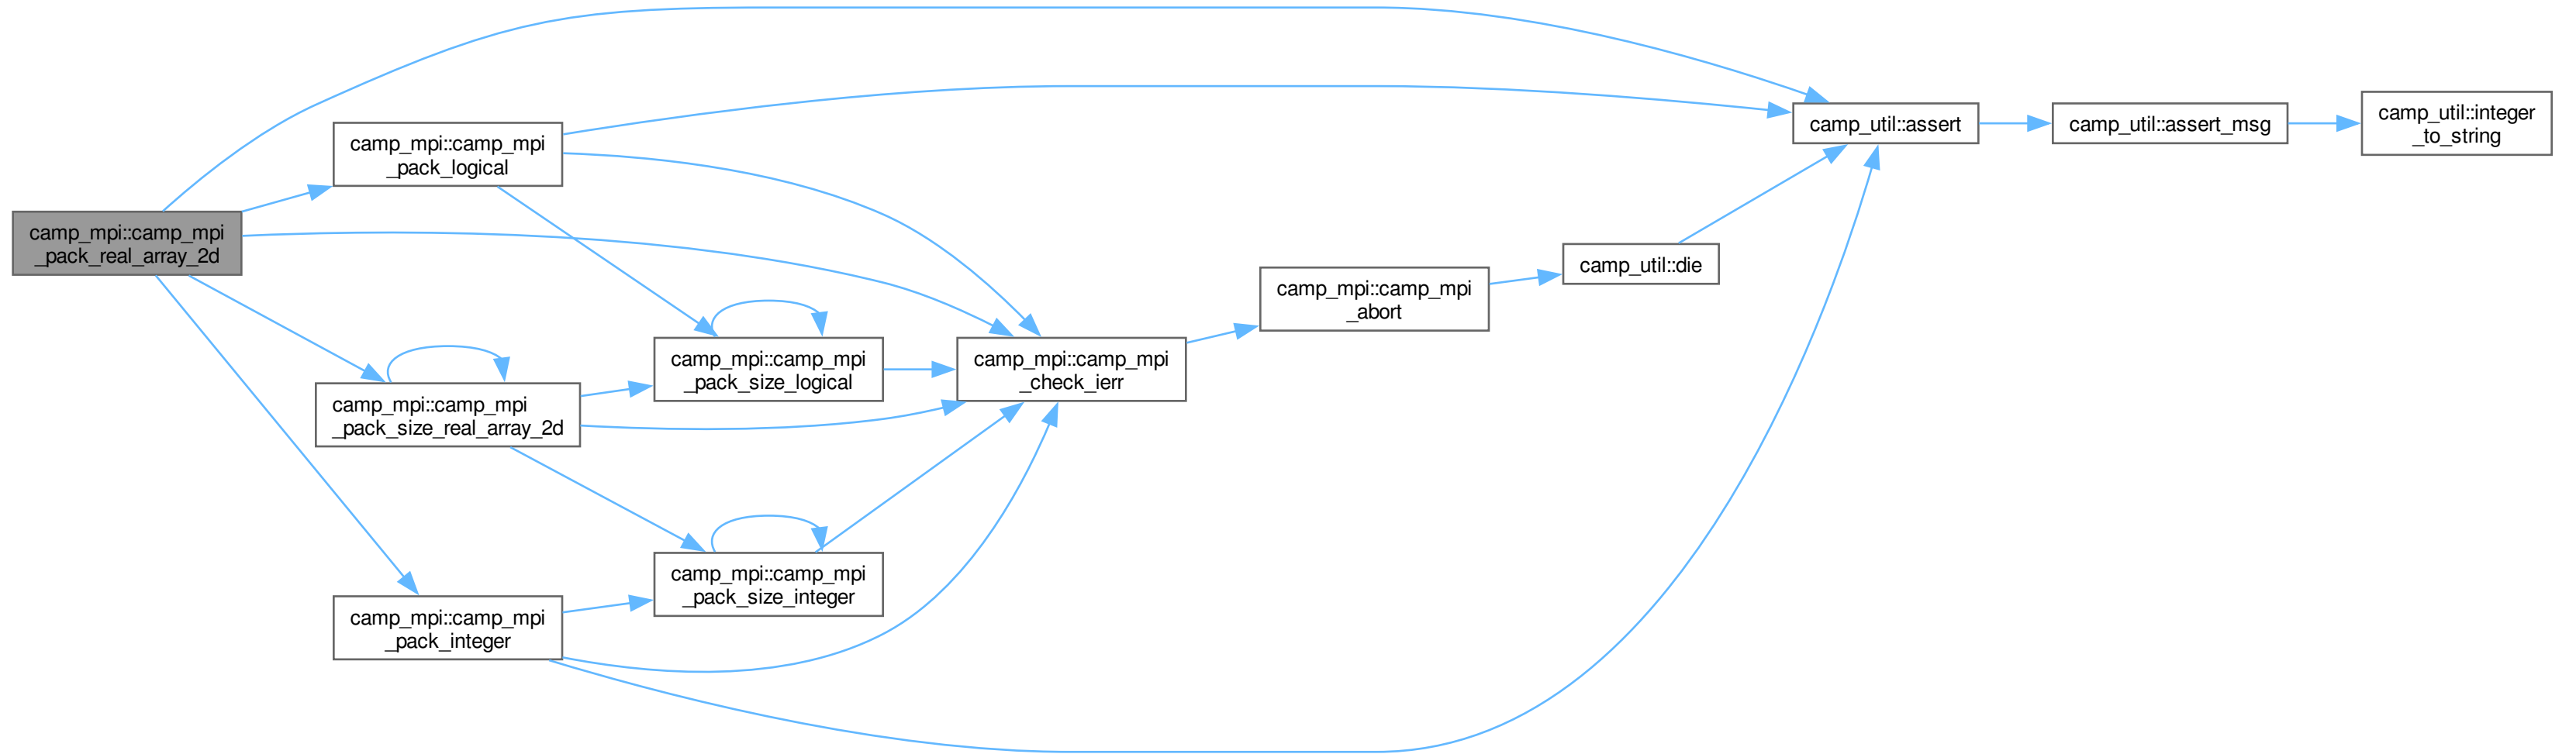 camp_mpi::camp_mpi
_pack_real_array_2d
camp_mpi::camp_mpi
_pack_logical
camp_mpi::camp_mpi
_pack_size_real_array_2d
camp_mpi::camp_mpi
_pack_integer
camp_mpi::camp_mpi
_pack_size_logical
camp_mpi::camp_mpi
_pack_size_integer
camp_mpi::camp_mpi
_check_ierr
camp_mpi::camp_mpi
_abort
camp_util::die
camp_util::assert
camp_util::assert_msg
camp_util::integer
_to_string